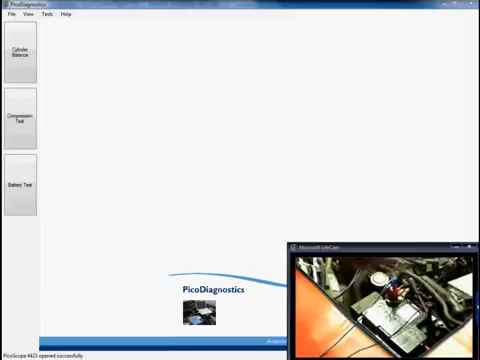 PicoDiagnostics
File View Tests Help
Cylinder
Balance
Compression
Test
Battery Test
Microsoft LifeCam
PicoDiagnostics
PicoScope 4423 opened successfully